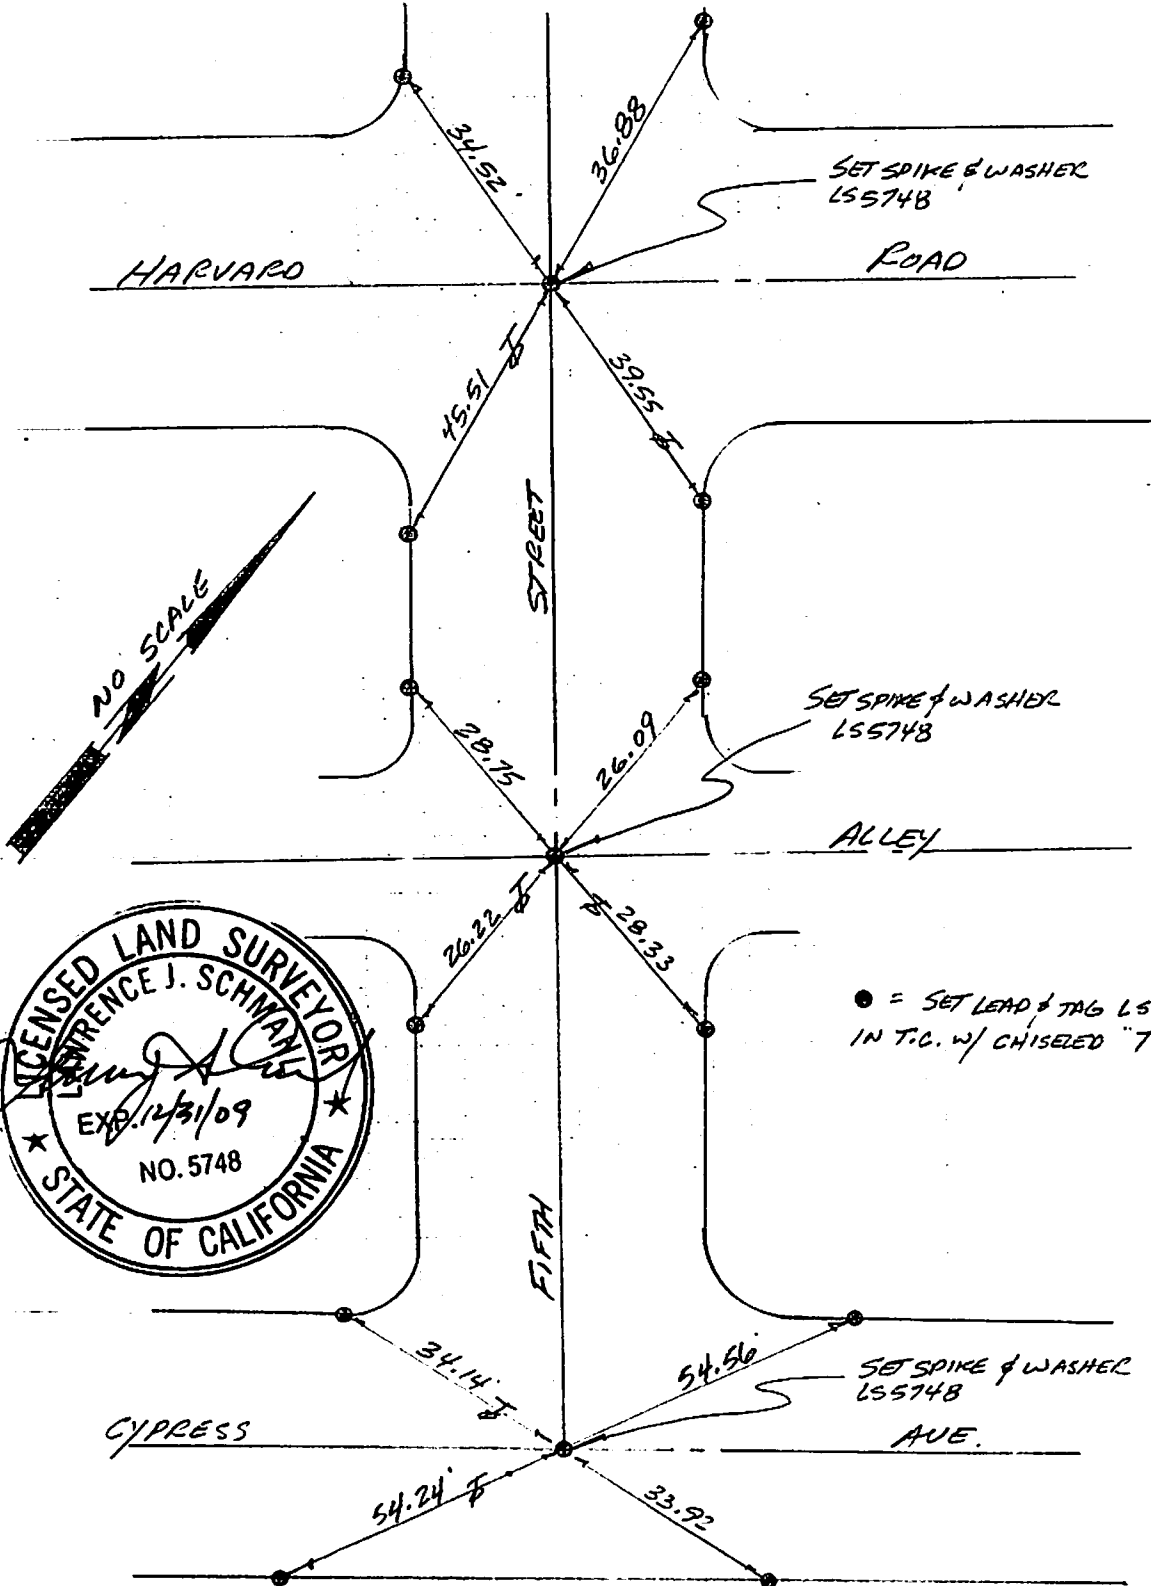 34.52'
36.88
SET SPIKE & WASHER
LS5748
HARVARD
ROAD
45.51
39.55
STREET
NO SCALE
28.75
26.09
SET SPIKE & WASHER
LS5748
ALLEY
26.22
28.33
LICENSED LAND SURVEYOR
LAWRENCE J. SCHMAHL
EXP. 12/31/09
NO. 5748
STATE OF CALIFORNIA
= SET LEAD & TAG LS
IN T.C. W/ CHISELED "T
FIFTH
34.14'
54.56'
SET SPIKE & WASHER
LS5748
CYPRESS
AVE.
54.24'
33.92